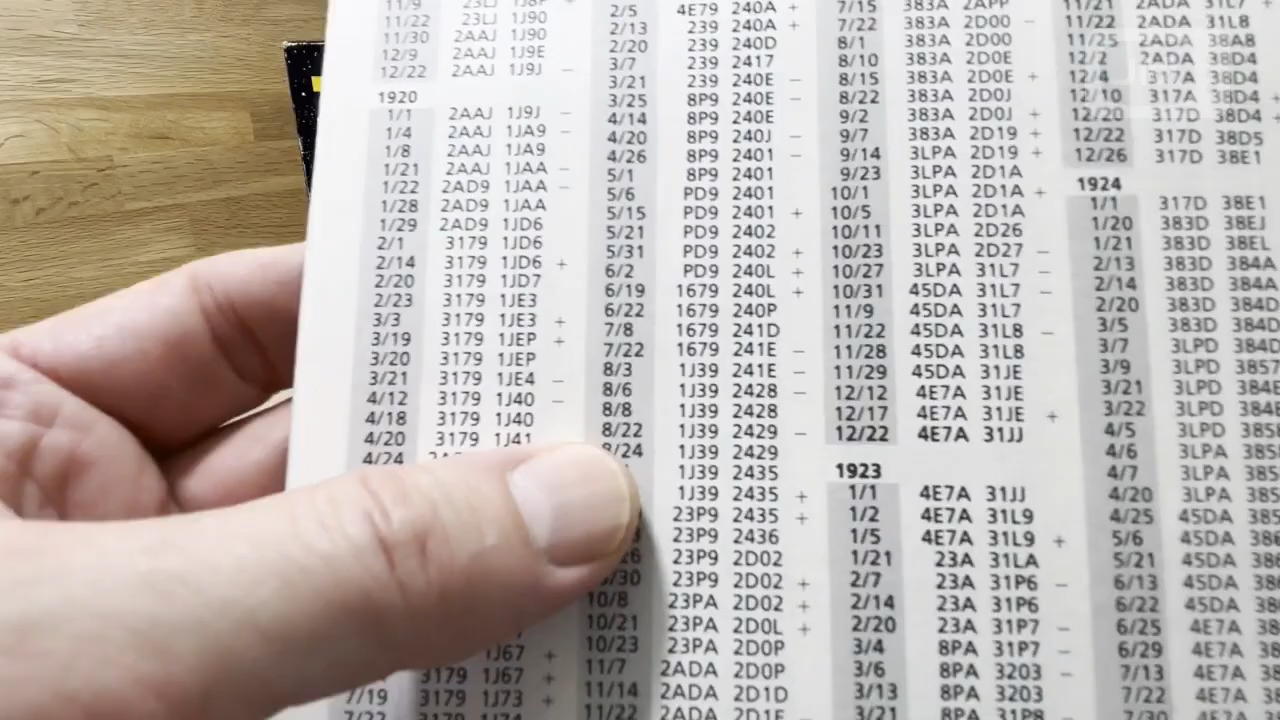 11/9 23LJ 1J8P +
11/22 23LJ 1J90
11/30 2AAJ 1J90
12/9 2AAJ 1J9E
12/22 2AAJ 1J9J –
1920
1/1 2AAJ 1J9J –
1/4 2AAJ 1JA9 –
1/8 2AAJ 1JA9
1/21 2AAJ 1JAA –
1/22 2AD9 1JAA –
1/28 2AD9 1JAA
1/29 2AD9 1JD6
2/1 3179 1JD6
2/14 3179 1JD6 +
2/20 3179 1JD7
2/23 3179 1JE3
3/3 3179 1JE3 +
3/19 3179 1JEP +
3/20 3179 1JEP
3/21 3179 1JE4 –
4/12 3179 1J40 –
4/18 3179 1J40
4/20 3179 1J41
4/24
1J67 +
3179 1J67 +
7/19 3179 1J73 +
7/22 3179 1J74
2/5 4E79 240A +
2/13 239 240A +
2/20 239 240D
3/7 239 2417
3/21 239 240E –
3/25 8P9 240E –
4/14 8P9 240E
4/20 8P9 240J –
4/26 8P9 2401 –
5/1 8P9 2401
5/6 PD9 2401
5/15 PD9 2401 +
5/21 PD9 2402
5/31 PD9 2402 +
6/2 PD9 240L +
6/19 1679 240L +
6/22 1679 240P
7/8 1679 241D
7/22 1679 241E –
8/3 1J39 241E –
8/6 1J39 2428 –
8/8 1J39 2428
8/22 1J39 2429 –
8/24 1J39 2429
1J39 2435
1J39 2435 +
23P9 2435 +
23P9 2436
23P9 2D02
/30 23P9 2D02 +
10/8 23PA 2D02 +
10/21 23PA 2D0L +
10/23 23PA 2D0P
11/7 2ADA 2D0P
11/14 2ADA 2D1D
11/22 2ADA 2D1E –
7/15 383A 2APP
7/22 383A 2D00 –
8/1 383A 2D00
8/10 383A 2D0E
8/15 383A 2D0E +
8/22 383A 2D0J
9/2 383A 2D0J +
9/7 383A 2D19 +
9/14 3LPA 2D19 +
9/23 3LPA 2D1A
10/1 3LPA 2D1A +
10/5 3LPA 2D1A
10/11 3LPA 2D26
10/23 3LPA 2D27 –
10/27 3LPA 31L7 –
10/31 45DA 31L7 –
11/9 45DA 31L7
11/22 45DA 31L8 –
11/28 45DA 31L8
11/29 45DA 31JE
12/12 4E7A 31JE
12/17 4E7A 31JE +
12/22 4E7A 31JJ
1923
1/1 4E7A 31JJ
1/2 4E7A 31L9
1/5 4E7A 31L9 +
1/21 23A 31LA
2/7 23A 31P6 –
2/14 23A 31P6
2/20 23A 31P7 –
3/4 8PA 31P7 –
3/6 8PA 3203 –
3/13 8PA 3203
3/21 8PA 31P8 –
11/21 2ADA 31L7 +
11/22 2ADA 31L8
11/25 2ADA 38A8
12/2 2ADA 38D4
12/4 317A 38D4
12/10 317A 38D4 +
12/20 317D 38D4 +
12/22 317D 38D5
12/26 317D 38E1
1924
1/1 317D 38E1
1/20 383D 38EJ
1/21 383D 38EL
2/13 383D 384A
2/14 383D 384A
2/20 383D 384D
3/5 383D 384D
3/7 3LPD 384D
3/9 3LPD 3857
3/21 3LPD 384E
3/22 3LPD
4/5 3LPD
4/6 3LPA
4/7 3LPA
4/20 3LPA
4/25 45DA
5/6 45DA
5/21 45DA
6/13 45DA
6/22 45DA
6/25 4E7A
6/29 4E7A
7/13 4E7A
7/22 4E7A